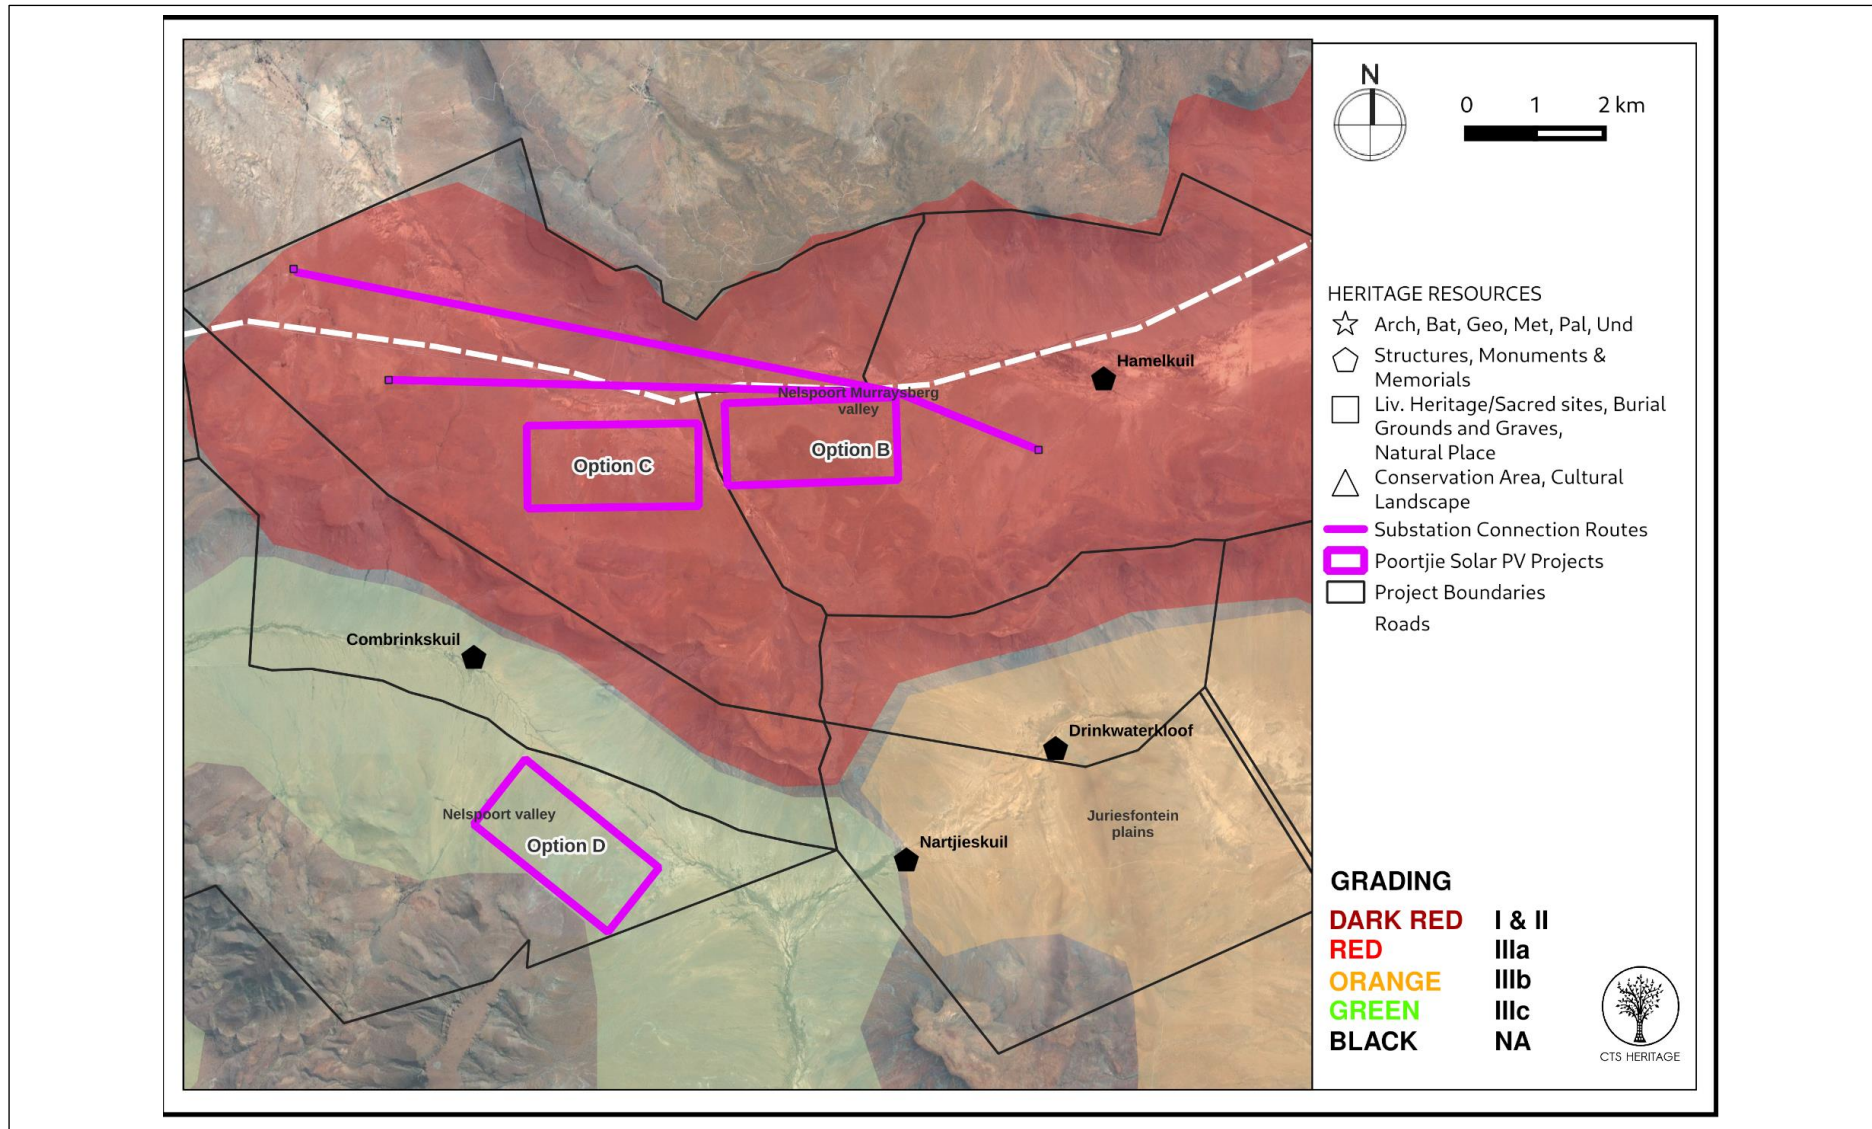 N
0 1 2 km
Hamelkuil
Nelspoort Murraysberg
valley
Option B
Option C
Combrinkskuil
Drinkwaterkloof
Nelspoort valley
Option D
Juriesfontein
plains
Nartjieskuil
HERITAGE RESOURCES
Arch, Bat, Geo, Met, Pal, Und
Structures, Monuments &
Memorials
Liv. Heritage/Sacred sites, Burial
Grounds and Graves,
Natural Place
Conservation Area, Cultural
Landscape
Substation Connection Routes
Poortjie Solar PV Projects
Project Boundaries
Roads
GRADING
DARK RED I & II
RED IIIa
ORANGE IIIb
GREEN IIIc
BLACK NA
CTS HERITAGE